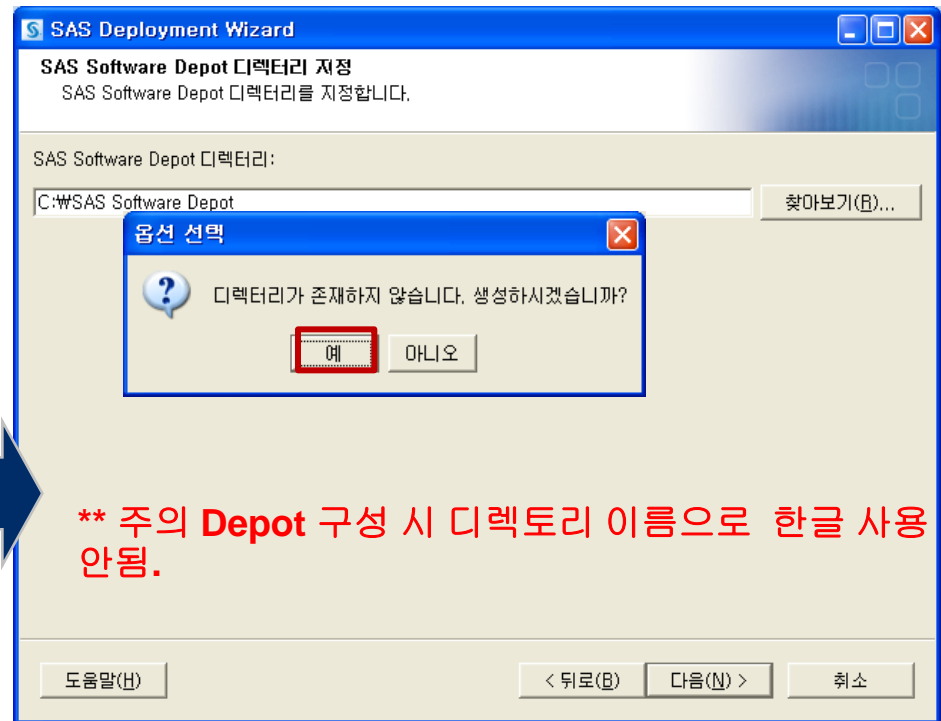 SAS Deployment Wizard
SAS Software Depot 디렉터리 지정
SAS Software Depot 디렉터리를 지정합니다.
SAS Software Depot 디렉터리:
C:₩SAS Software Depot
찾아보기(R)...
옵션 선택
디렉터리가 존재하지 않습니다. 생성하시겠습니까?
예
아니오
** 주의 Depot 구성 시 디렉토리 이름으로 한글 사용
안됨.
도움말(H)
< 뒤로(B)
다음(N) >
취소